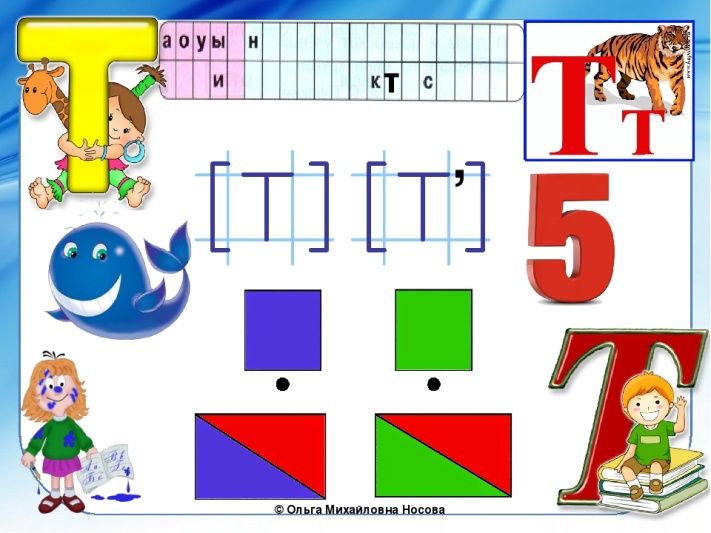 Т
а о у ы н
и к т с
Т т
[Т] [Т’]
5
Т
© Ольга Михайловна Носова